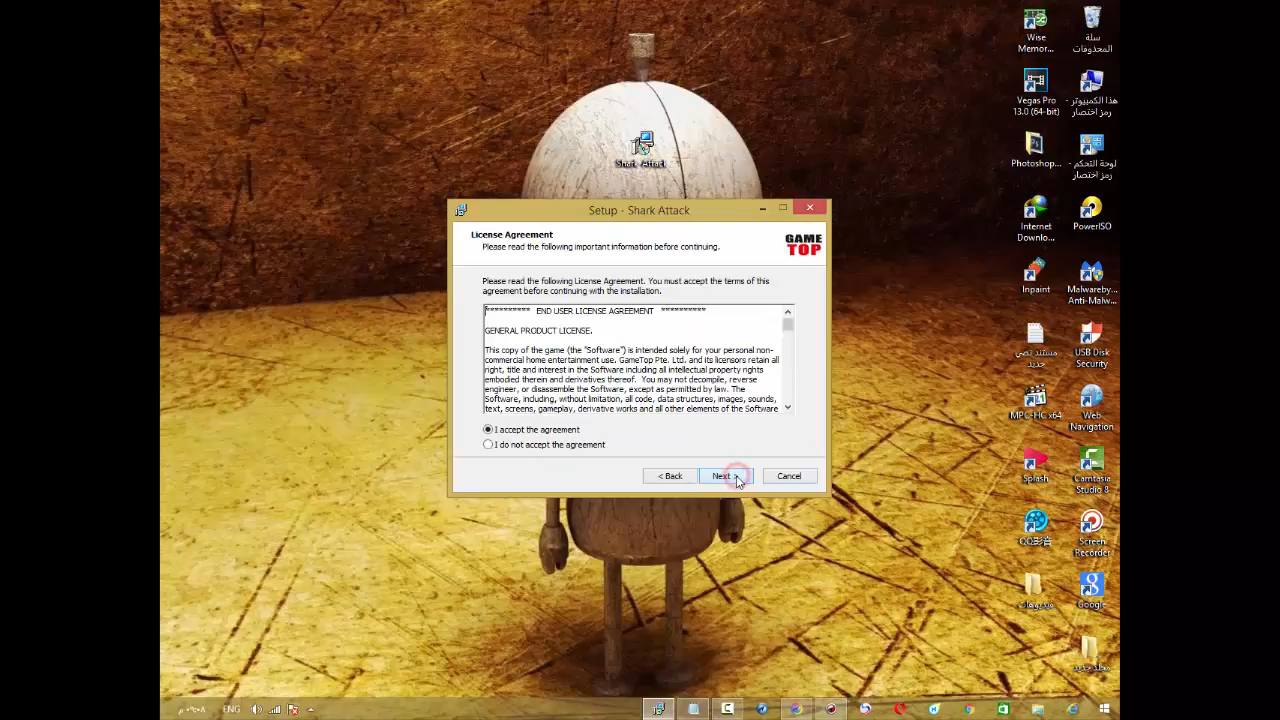 Shark Attack
Setup - Shark Attack
License Agreement
Please read the following important information before continuing.
GAME
TOP
Please read the following License Agreement. You must accept the terms of this
agreement before continuing with the installation.
********** END USER LICENSE AGREEMENT **********
GENERAL PRODUCT LICENSE.
This copy of the game (the "Software") is intended solely for your personal non-
commercial home entertainment use. GameTop Pte. Ltd. and its licensors retain all
right, title and interest in the Software including all intellectual property rights
embodied therein and derivatives thereof. You may not decompile, reverse
engineer, or disassemble the Software, except as permitted by law. The
Software, including, without limitation, all code, data structures, images, sounds,
text, screens, gameplay, derivative works and all other elements of the Software
I accept the agreement
I do not accept the agreement
< Back
Next >
Cancel
Wise
Memor...
سلة
المحذوفات
Vegas Pro
13.0 (64-bit)
هذا الكمبيوتر -
رمز اختصار
Photoshop...
لوحة التحكم -
رمز اختصار
Internet
Downlo...
PowerISO
Inpaint
Malwareby...
Anti-Malw...
مستند نصي
جديد
USB Disk
Security
MPC-HC x64
Web
Navigation
Splash
Camtasia
Studio 8
QQ影音
Screen
Recorder
فيديوهات
Google
مجلد جديد
ENG